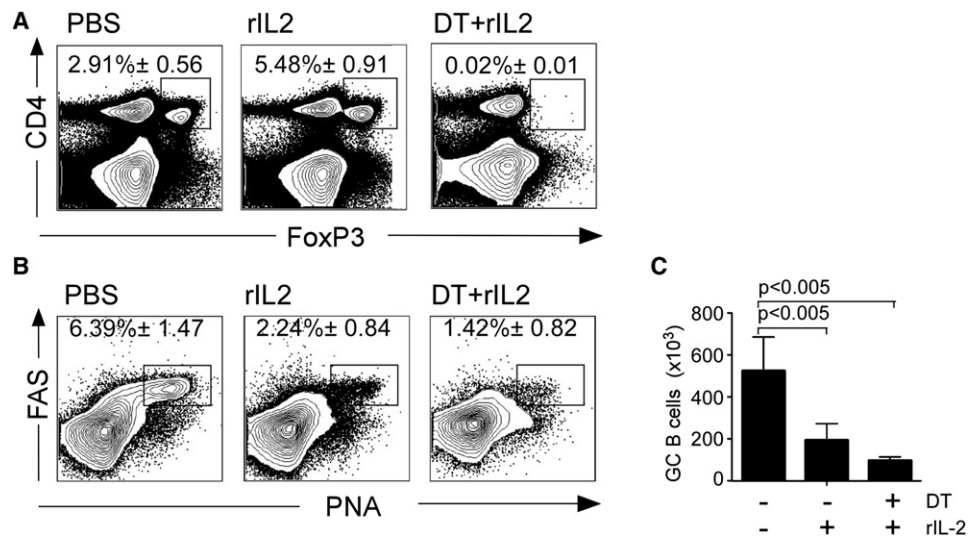 A
PBS
rIL2
DT+rIL2
2.91%± 0.56
5.48%± 0.91
0.02%± 0.01
CD4
FoxP3
B
PBS
rIL2
DT+rIL2
6.39%± 1.47
2.24%± 0.84
1.42%± 0.82
FAS
PNA
C
p<0.005
p<0.005
GC B cells (x10³)
800
600
400
200
0
- - + DT
- + + rIL-2